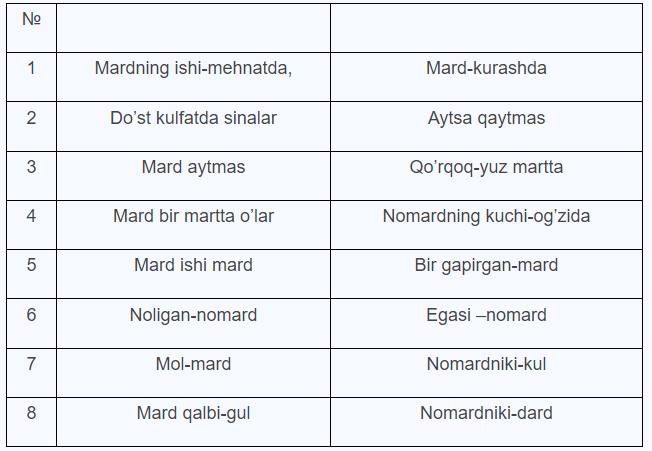 №
1 Mardning ishi-mehnatda, Mard-kurashda
2 Do’st kulfatda sinalar Aytsa qaytmas
3 Mard aytmas Qo’rqoq-yuz martta
4 Mard bir martta o’lar Nomardning kuchi-og’zida
5 Mard ishi mard Bir gapirgan-mard
6 Noligan-nomard Egasi –nomard
7 Mol-mard Nomardniki-kul
8 Mard qalbi-gul Nomardniki-dard